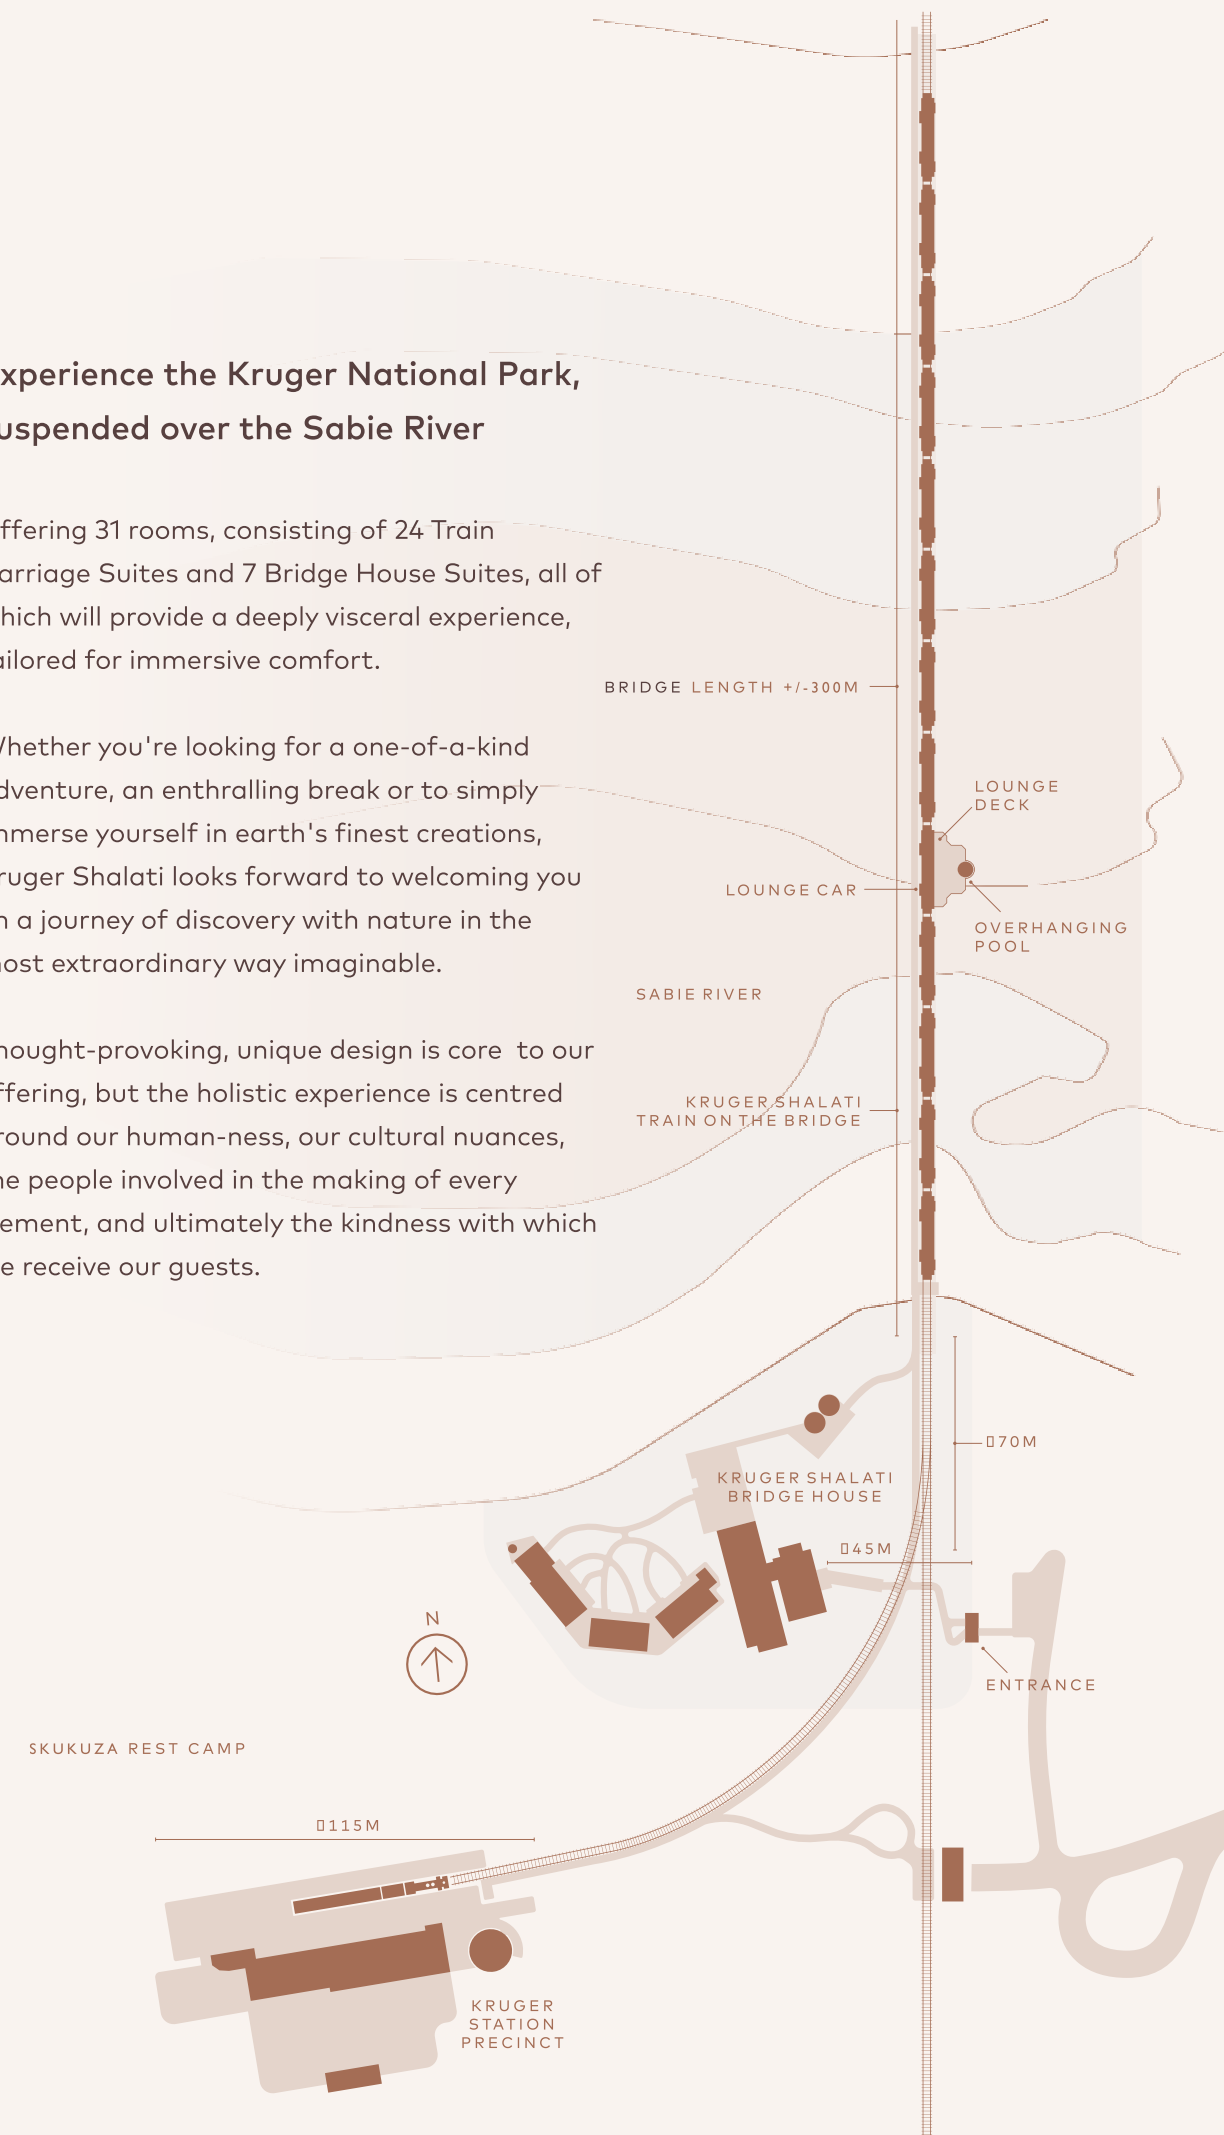 xperience the Kruger National Park,
uspended over the Sabie River
ffering 31 rooms, consisting of 24 Train
arriage Suites and 7 Bridge House Suites, all of
hich will provide a deeply visceral experience,
ailored for immersive comfort.
BRIDGE LENGTH +/-300M
Whether you're looking for a one-of-a-kind
dventure, an enthralling break or to simply
mmerse yourself in earth's finest creations,
ruger Shalati looks forward to welcoming you
n a journey of discovery with nature in the
nost extraordinary way imaginable.
LOUNGE
DECK
LOUNGE CAR
OVERHANGING
POOL
SABIE RIVER
hought-provoking, unique design is core to our
ffering, but the holistic experience is centred
round our human-ness, our cultural nuances,
he people involved in the making of every
ement, and ultimately the kindness with which
e receive our guests.
KRUGER SHALATI
TRAIN ON THE BRIDGE
70M
KRUGER SHALATI
BRIDGE HOUSE
45M
N
ENTRANCE
SKUKUZA REST CAMP
115M
KRUGER
STATION
PRECINCT